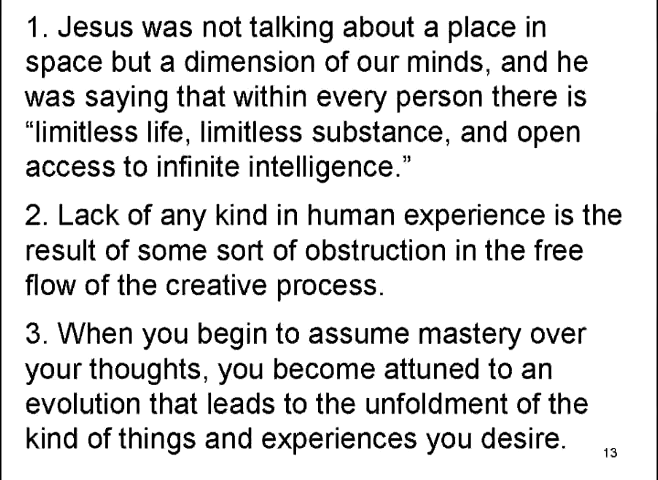 1. Jesus was not talking about a place in
space but a dimension of our minds, and he
was saying that within every person there is
“limitless life, limitless substance, and open
access to infinite intelligence.”
2. Lack of any kind in human experience is the
result of some sort of obstruction in the free
flow of the creative process.
3. When you begin to assume mastery over
your thoughts, you become attuned to an
evolution that leads to the unfoldment of the
kind of things and experiences you desire.
13